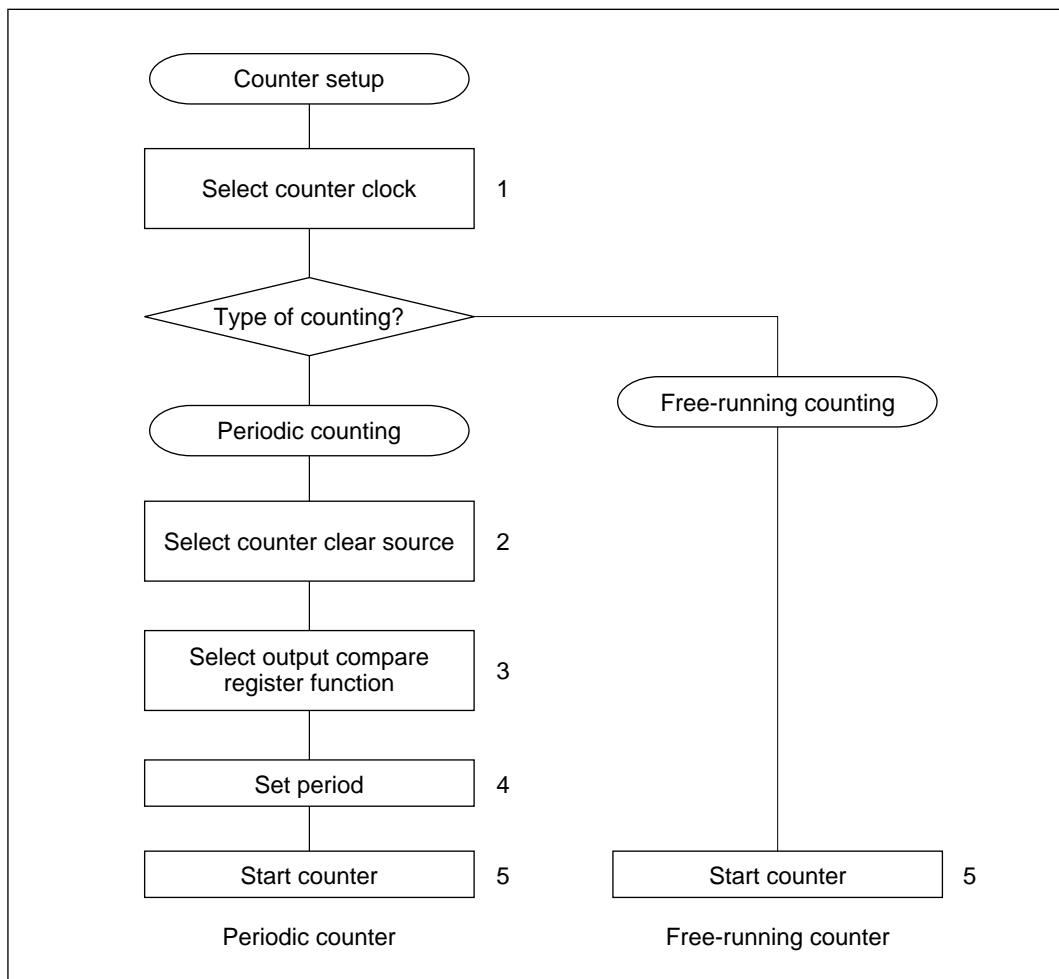 Counter setup
Select counter clock
1
Type of counting?
Free-running counting
Periodic counting
Select counter clear source
2
Select output compare
register function
3
Set period
4
Start counter
5
Start counter
5
Periodic counter
Free-running counter